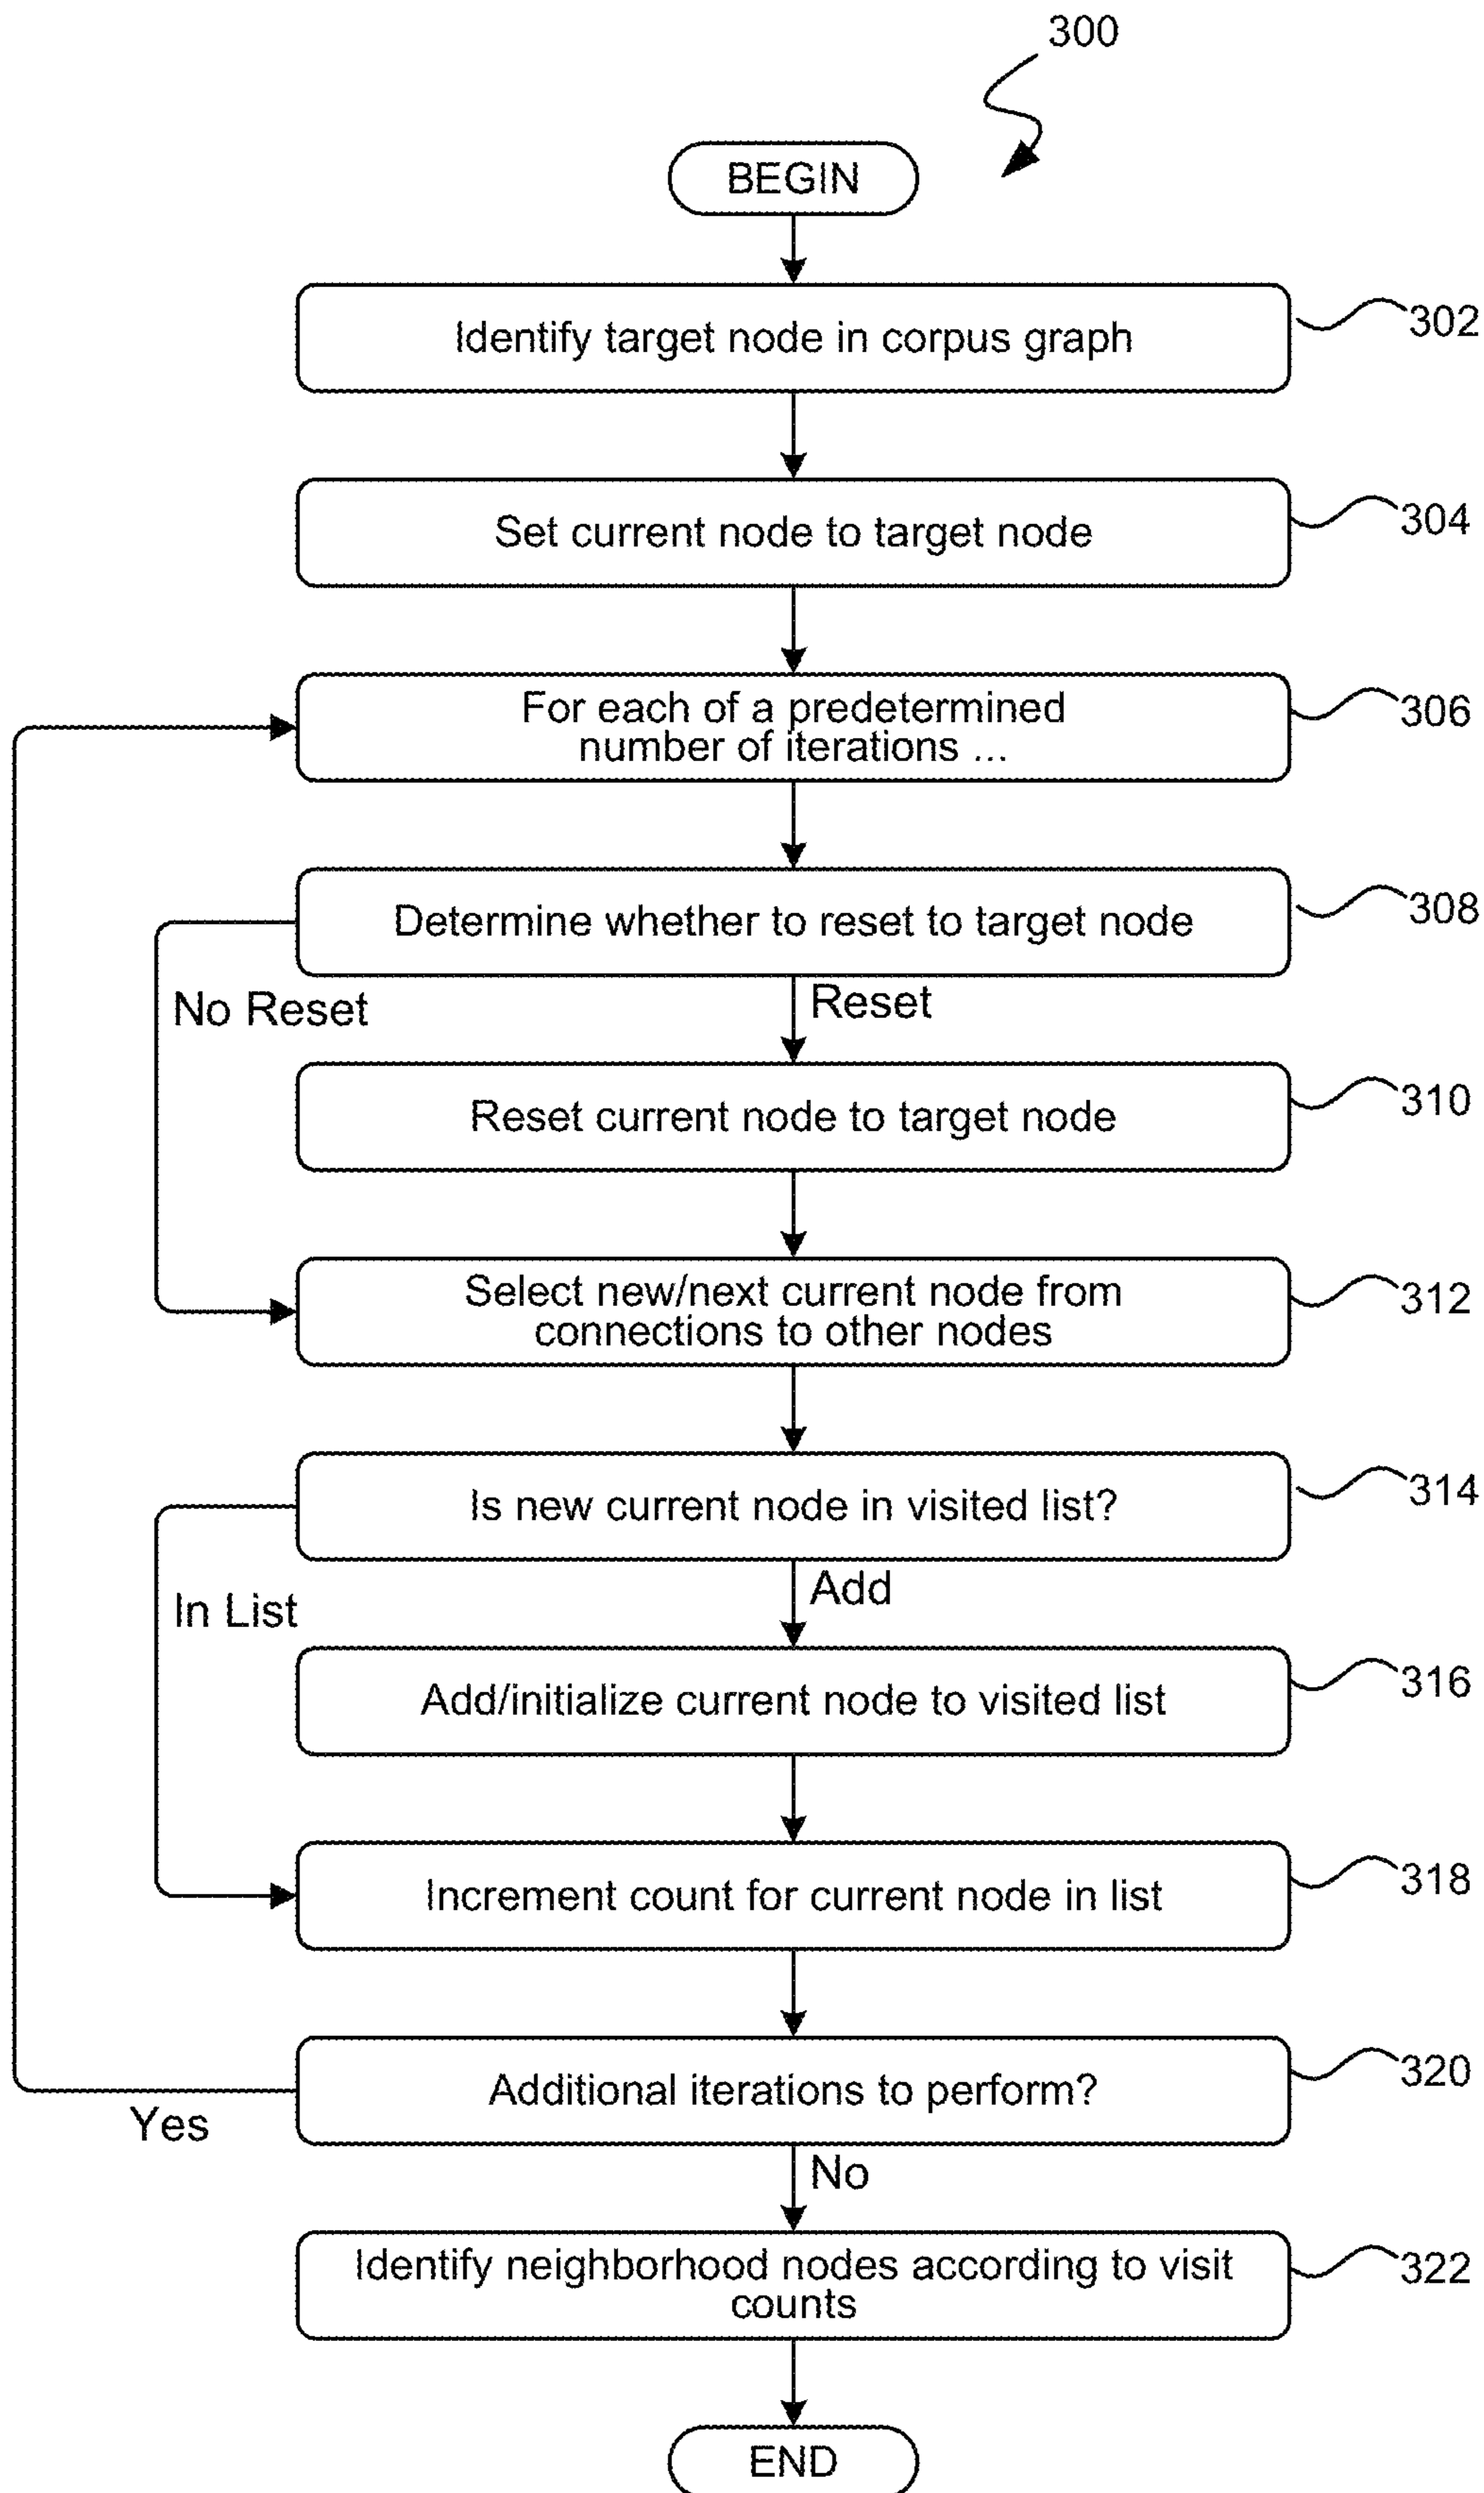 300
BEGIN
Identify target node in corpus graph
302
Set current node to target node
304
For each of a predetermined
number of iterations ...
306
Determine whether to reset to target node
308
No Reset
Reset
Reset current node to target node
310
Select new/next current node from
connections to other nodes
312
Is new current node in visited list?
314
In List
Add
Add/initialize current node to visited list
316
Increment count for current node in list
318
Additional iterations to perform?
320
Yes
No
Identify neighborhood nodes according to visit
counts
322
END